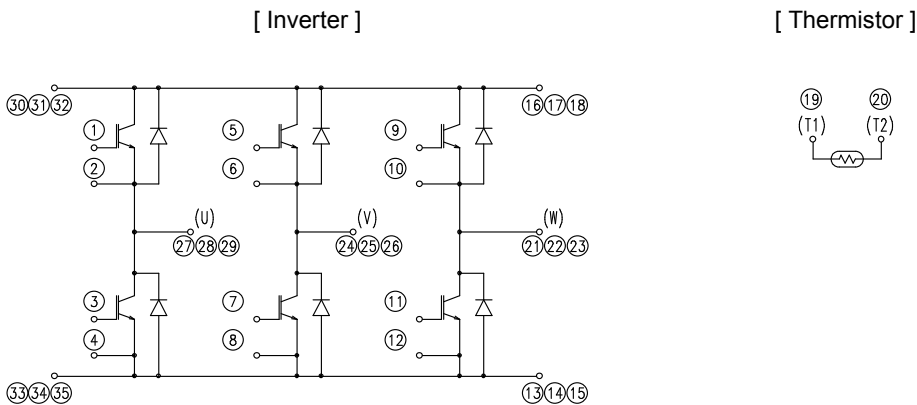 [ Inverter ]
[ Thermistor ]
30 31 32
16 17 18
1
5
9
19
20
(T1)
(T2)
2
6
10
(U)
(V)
(W)
27 28 29
24 25 26
21 22 23
3
7
11
4
8
12
33 34 35
13 14 15